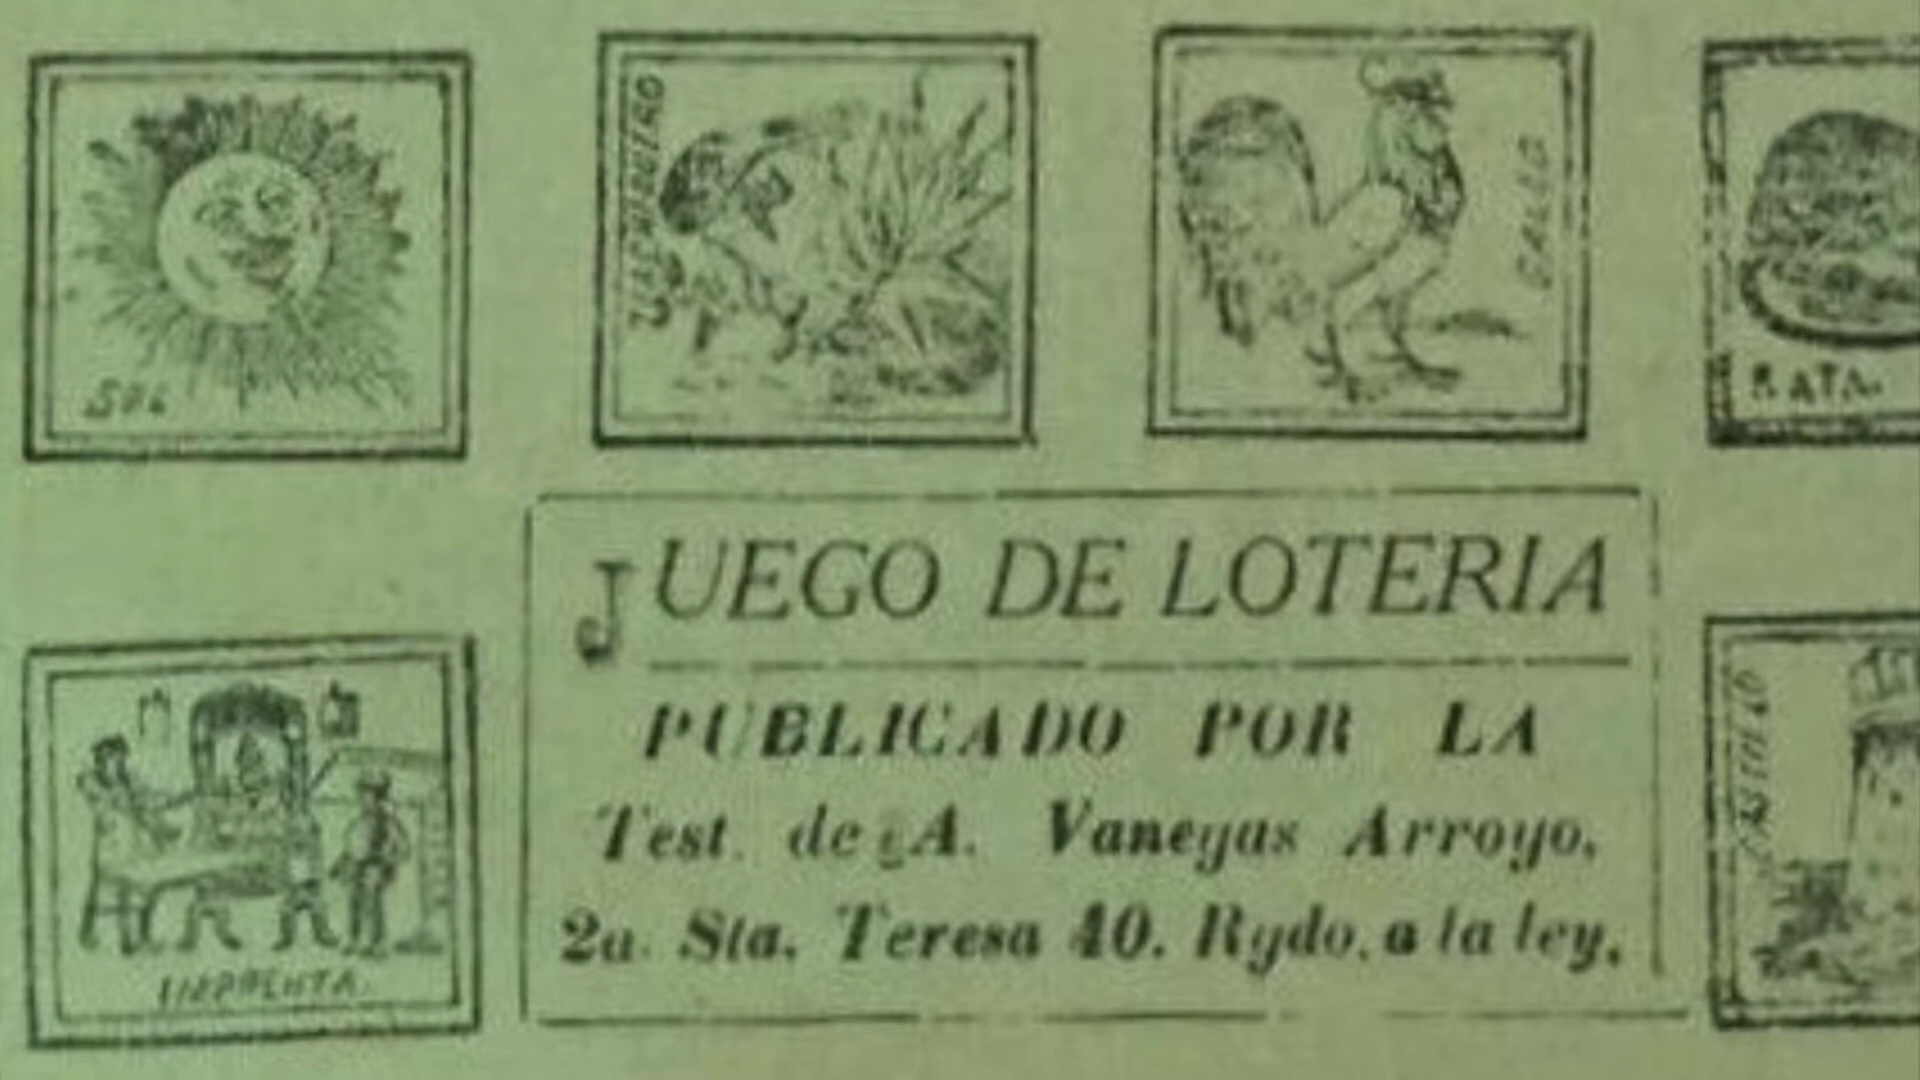 SOL
GALLO
RATA.
JUEGO DE LOTERIA
PUBLICADO POR LA
Test. de A. Vanegas Arroyo.
2a. Sta. Teresa 40. Rgdo. a la ley.
IMPRENTA.
CASTILLO